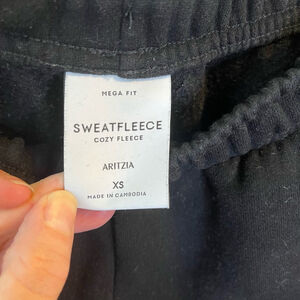 MEGA FIT
SWEATFLEECE
COZY FLEECE
ARITZIA
XS
MADE IN CAMBODIA